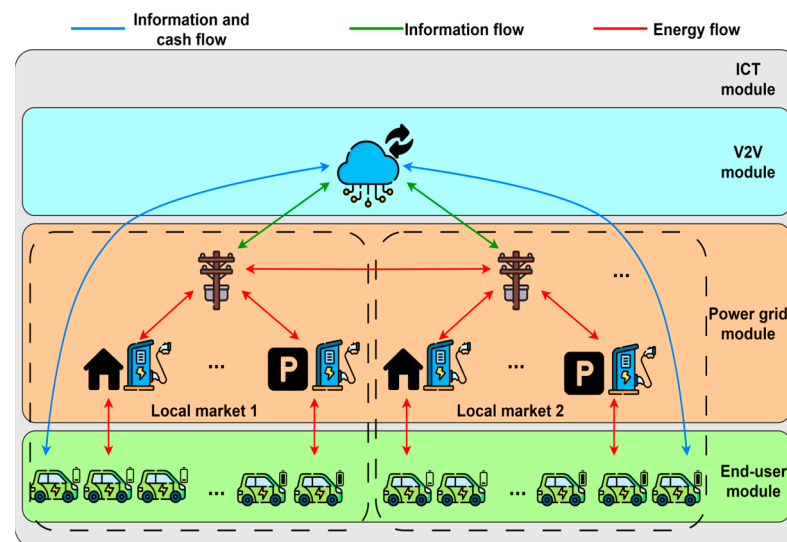 Information and
cash flow
Information flow
Energy flow
ICT
module
V2V
module
...
Power grid
module
P
...
...
P
Local market 1
Local market 2
...
...
End-user
module